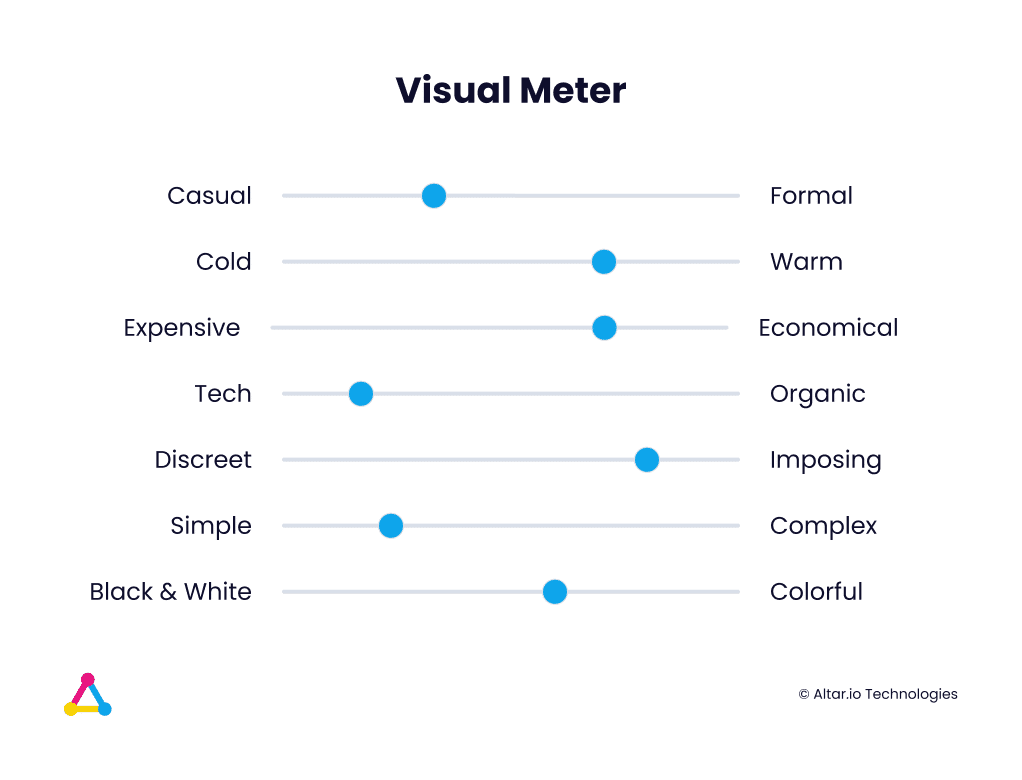 Visual Meter
Casual Formal
Cold Warm
Expensive Economical
Tech Organic
Discreet Imposing
Simple Complex
Black & White Colorful
© Altar.io Technologies